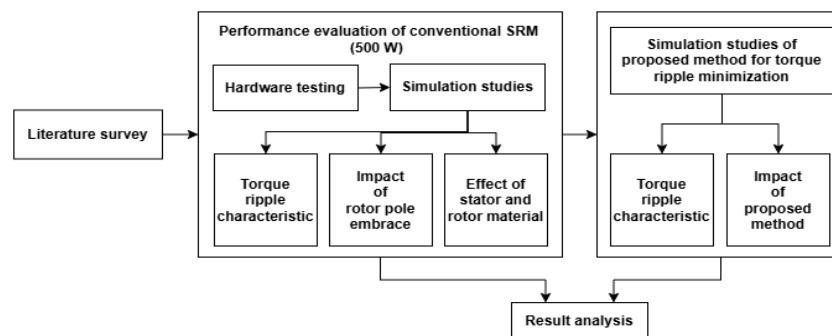 Performance evaluation of conventional SRM
(500 W)
Hardware testing
Simulation studies
Literature survey
Torque
ripple
characteristic
Impact
of
rotor pole
embrace
Effect of
stator and
rotor material
Simulation studies of
proposed method for torque
ripple minimization
Torque
ripple
characteristic
Impact
of
proposed
method
Result analysis